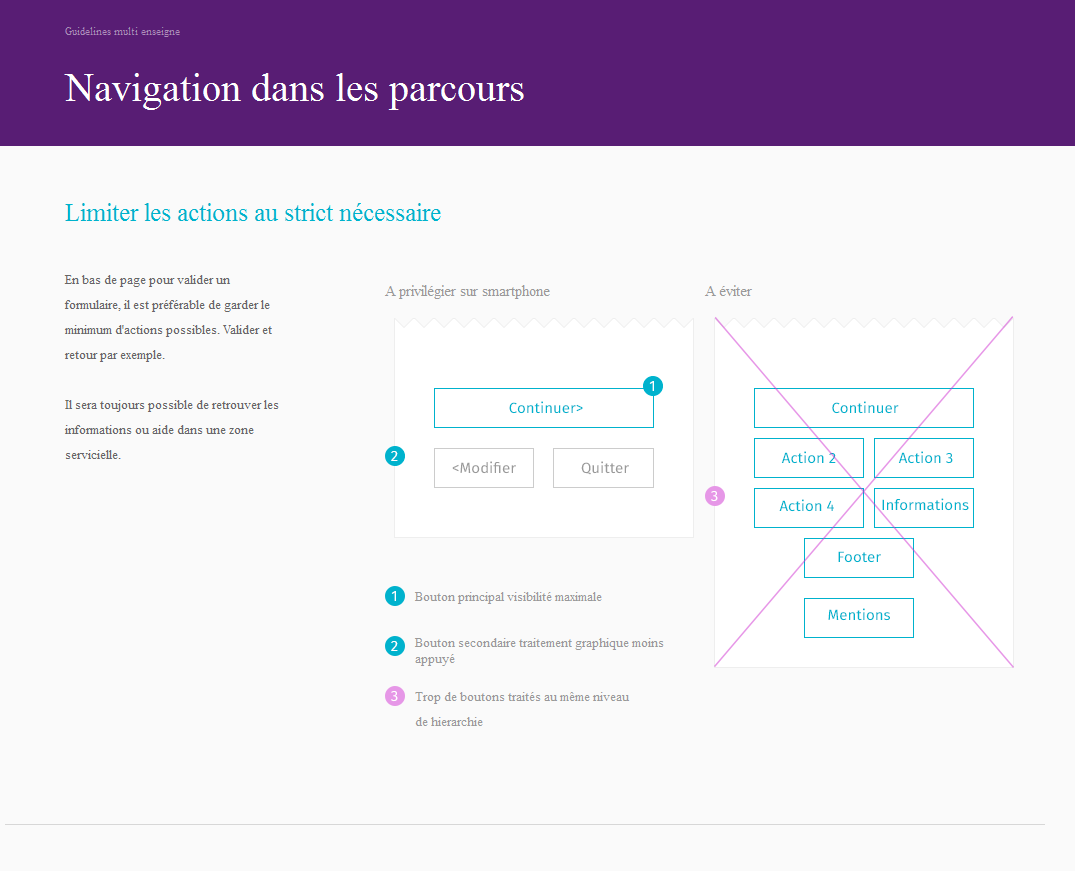 Guidelines multi enseigne
Navigation dans les parcours
Limiter les actions au strict nécessaire
En bas de page pour valider un
formulaire, il est préférable de garder le
minimum d'actions possibles. Valider et
retour par exemple.
Il sera toujours possible de retrouver les
informations ou aide dans une zone
servicielle.
A privilégier sur smartphone
1
Continuer>
2
<Modifier
Quitter
1 Bouton principal visibilité maximale
2 Bouton secondaire traitement graphique moins
appuyé
3 Trop de boutons traités au même niveau
de hierarchie
A éviter
Continuer
Action 2
Action 3
3
Action 4
Informations
Footer
Mentions